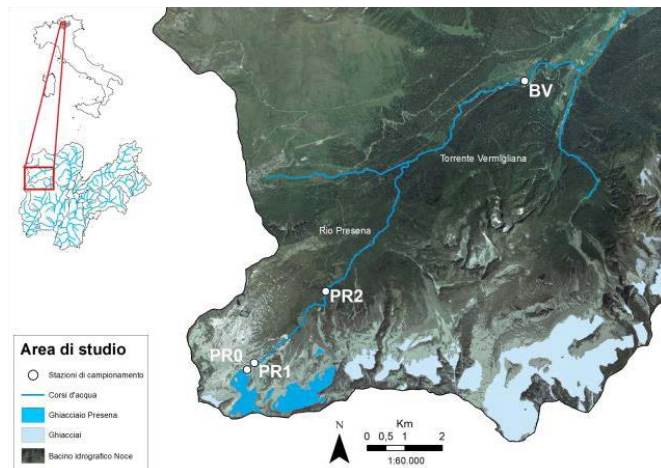 BV
Torrente Vermigliana
Rio Presena
PR2
PR0
PR1
Area di studio
Stazioni di campionamento
Corsi d'acqua
Ghiacciaio Presena
Ghiacciai
Bacino idrografico Noce
N
Km
0 0,5 1 2
1:60.000